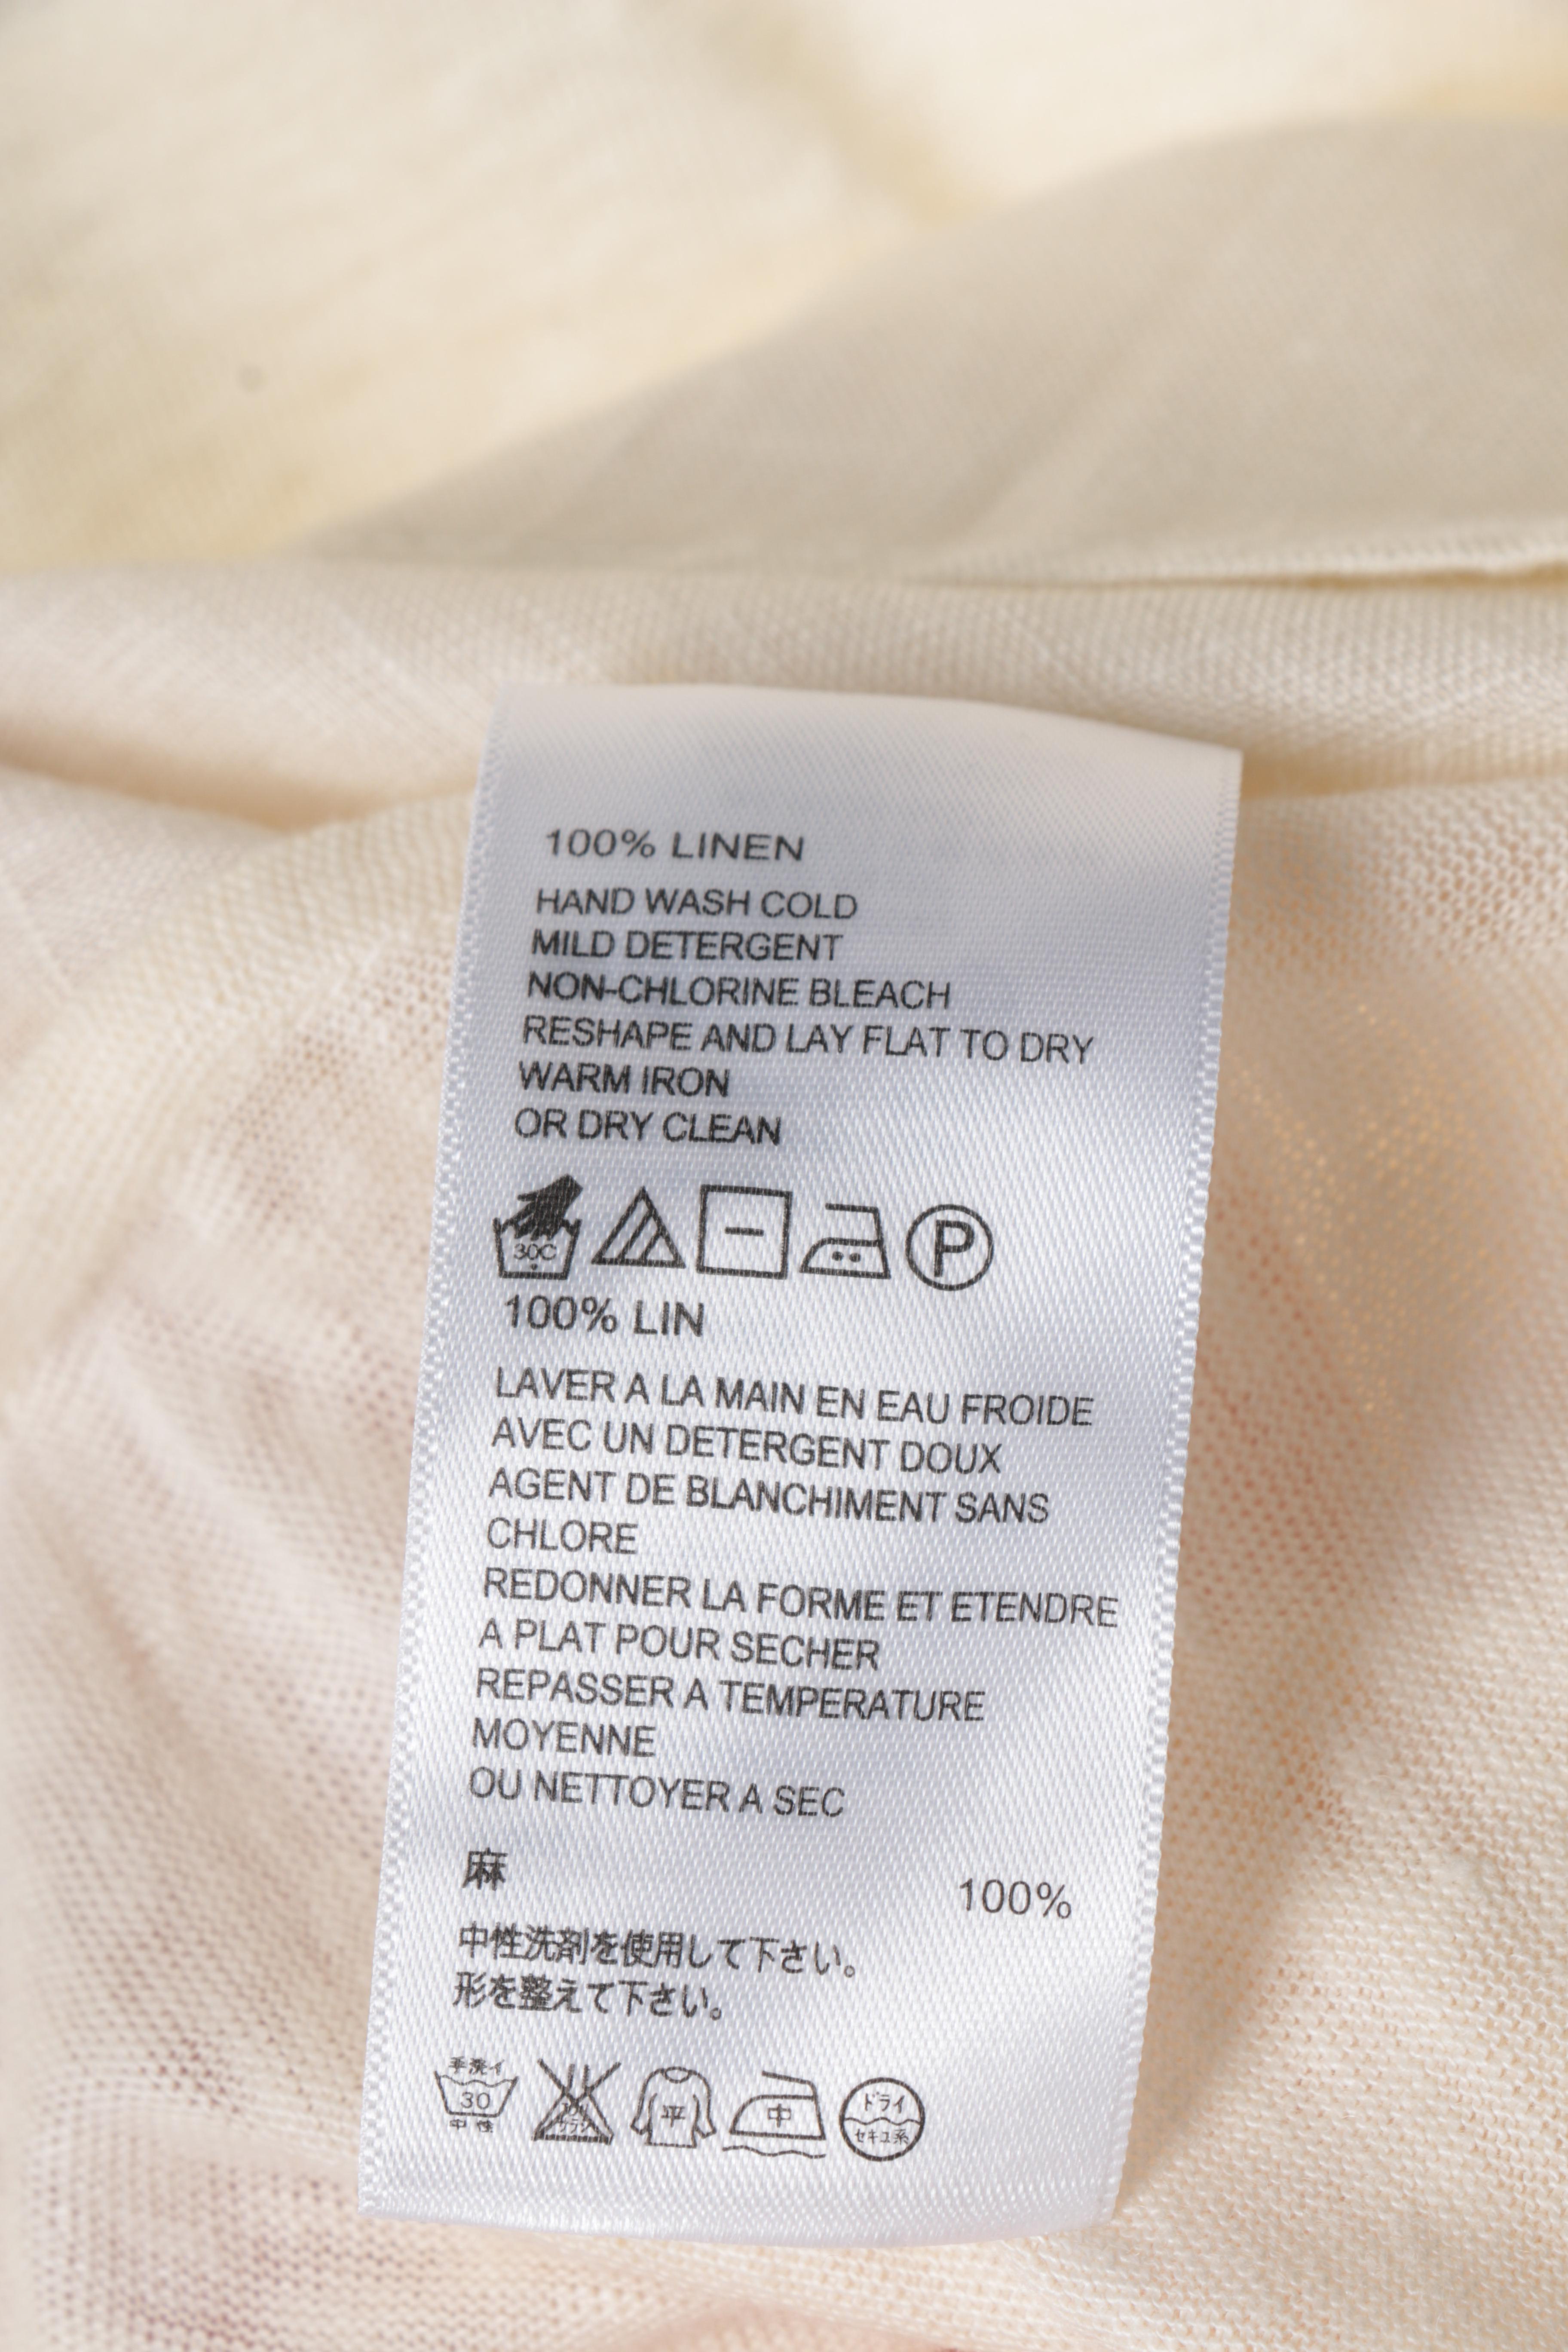 100% LINEN
HAND WASH COLD
MILD DETERGENT
NON-CHLORINE BLEACH
RESHAPE AND LAY FLAT TO DRY
WARM IRON
OR DRY CLEAN
30C P
100% LIN
LAVER A LA MAIN EN EAU FROIDE
AVEC UN DETERGENT DOUX
AGENT DE BLANCHIMENT SANS
CHLORE
REDONNER LA FORME ET ETENDRE
A PLAT POUR SECHER
REPASSER A TEMPERATURE
MOYENNE
OU NETTOYER A SEC
麻 100%
中性洗剤を使用して下さい。
形を整えて下さい。
手洗イ
30
中性
平
中
ドライ
セキユ系